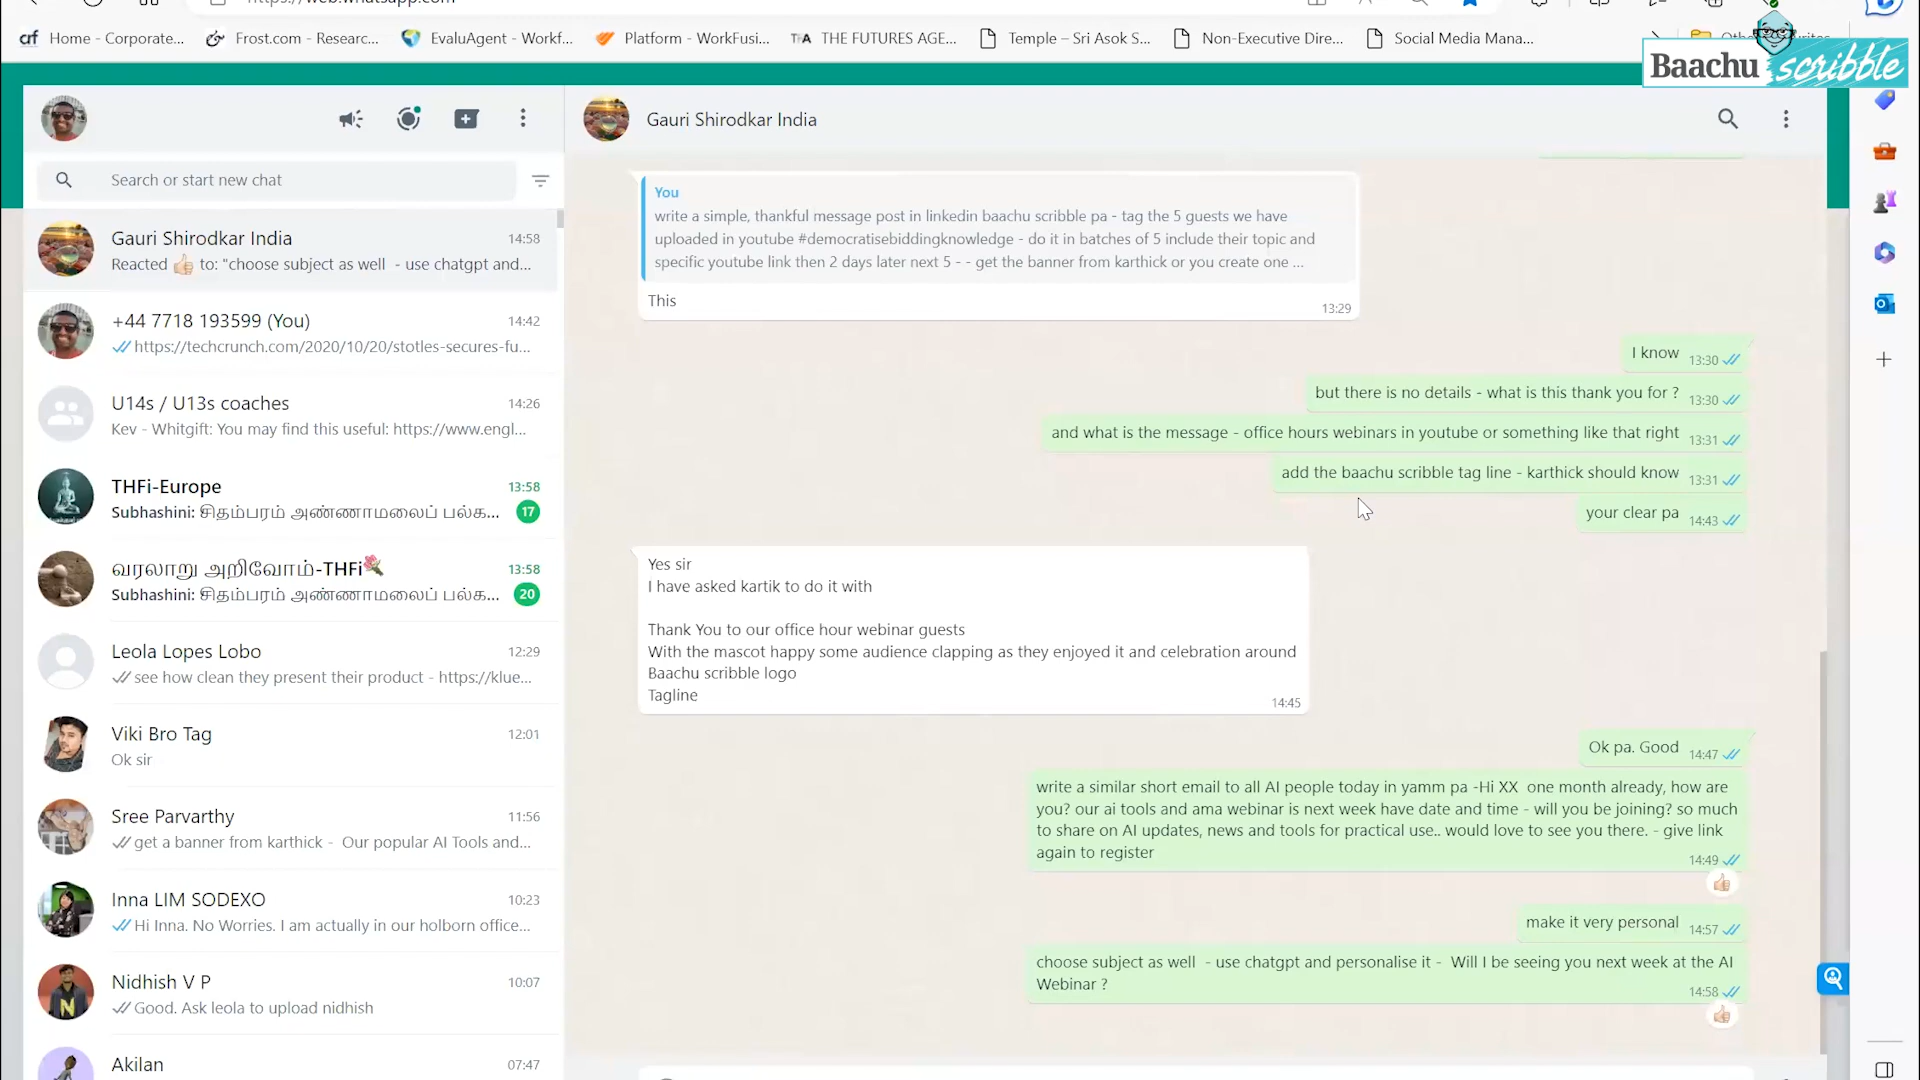 Home - Corporate...
Frost.com - Researc...
EvaluAgent - Workf...
Platform - WorkFusi...
THE FUTURES AGE...
Temple – Sri Asok S...
Non-Executive Dire...
Social Media Mana...
Baachu scribble
Gauri Shirodkar India
Search or start new chat
Gauri Shirodkar India
14:58
Reacted 👍🏻 to: "choose subject as well - use chatgpt and...
+44 7718 193599 (You)
14:42
https://techcrunch.com/2020/10/20/stotles-secures-fu...
U14s / U13s coaches
14:26
Kev - Whitgift: You may find this useful: https://www.engl...
THFi-Europe
13:58
Subhashini: சிதம்பரம் அண்ணாமலைப் பல்க...
17
வரலாறு அறிவோம்-THFi
13:58
Subhashini: சிதம்பரம் அண்ணாமலைப் பல்க...
20
Leola Lopes Lobo
12:29
see how clean they present their product - https://klue...
Viki Bro Tag
12:01
Ok sir
Sree Parvarthy
11:56
get a banner from karthick - Our popular AI Tools and...
Inna LIM SODEXO
10:23
Hi Inna. No Worries. I am actually in our holborn office...
Nidhish V P
10:07
Good. Ask leola to upload nidhish
Akilan
07:47
You
write a simple, thankful message post in linkedin baachu scribble pa - tag the 5 guests we have
uploaded in youtube #democratisebiddingknowledge - do it in batches of 5 include their topic and
specific youtube link then 2 days later next 5 - - get the banner from karthick or you create one ...
This
13:29
I know
13:30
but there is no details - what is this thank you for ?
13:30
and what is the message - office hours webinars in youtube or something like that right
13:31
add the baachu scribble tag line - karthick should know
13:31
your clear pa
14:43
Yes sir
I have asked kartik to do it with
Thank You to our office hour webinar guests
With the mascot happy some audience clapping as they enjoyed it and celebration around
Baachu scribble logo
Tagline
14:45
Ok pa. Good
14:47
write a similar short email to all AI people today in yamm pa -Hi XX one month already, how are
you? our ai tools and ama webinar is next week have date and time - will you be joining? so much
to share on AI updates, news and tools for practical use.. would love to see you there. - give link
again to register
14:49
make it very personal
14:57
choose subject as well - use chatgpt and personalise it - Will I be seeing you next week at the AI
Webinar ?
14:58